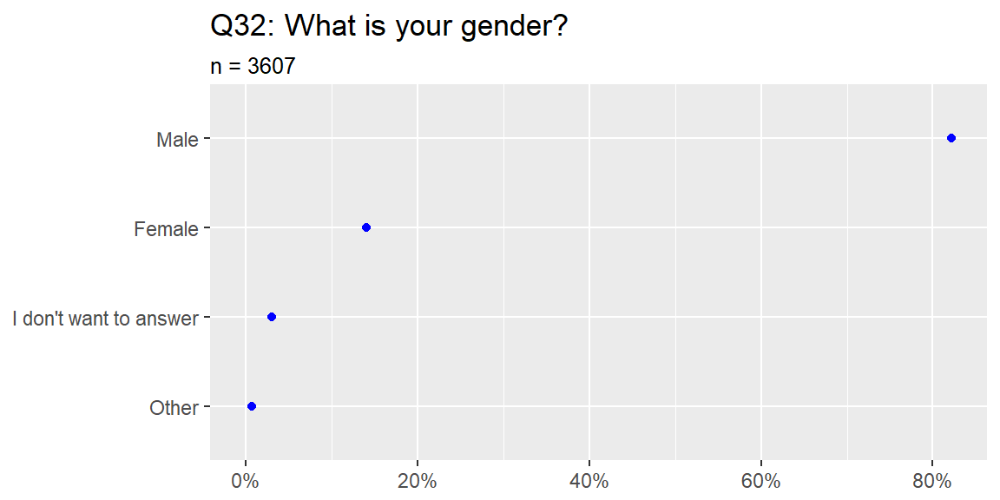 Q32: What is your gender?
n = 3607
Male
Female
I don't want to answer
Other
0% 20% 40% 60% 80%